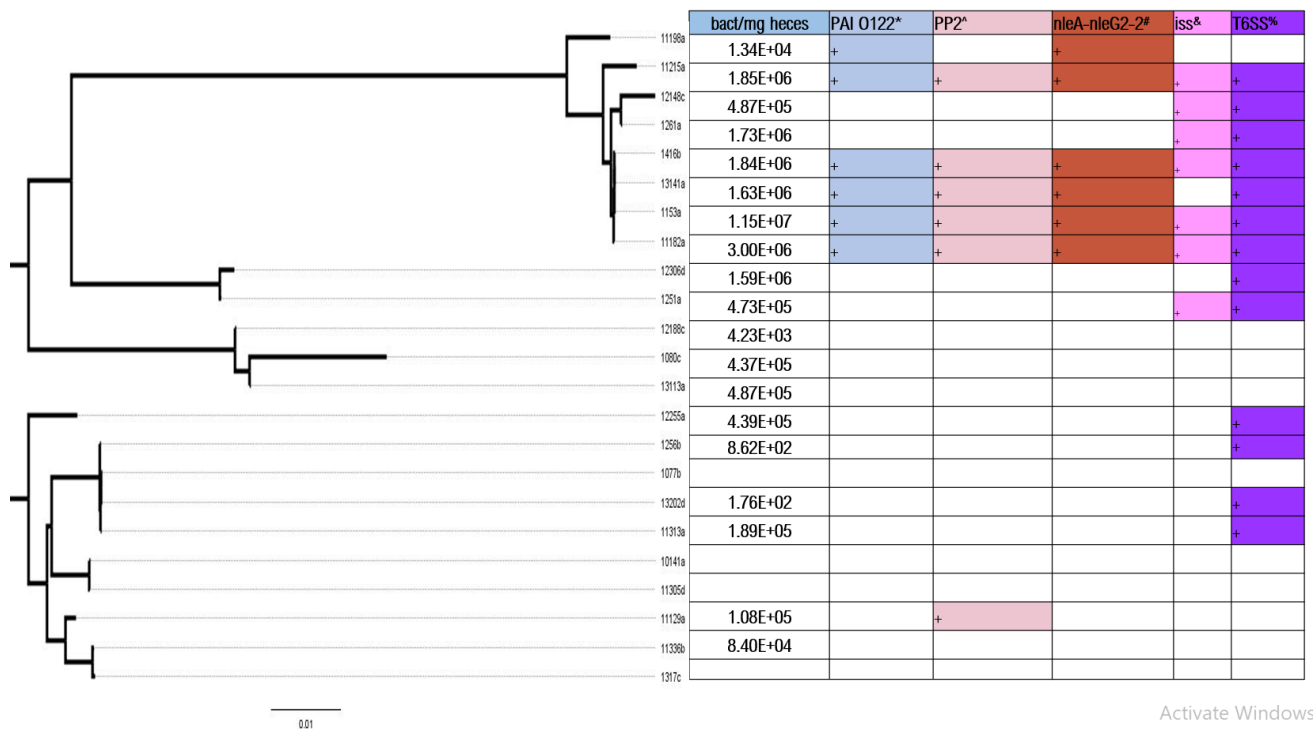 bact/mg heces PAI O122* PP2^ nleA-nleG2-2# iss& T6SS%
11198a 1.34E+04 + +
11215a 1.85E+06 + + + + +
12148c 4.87E+05 + +
1261a 1.73E+06 + +
1416b 1.84E+06 + + + + +
13141a 1.63E+06 + + + +
1153a 1.15E+07 + + + + +
11182a 3.00E+06 + + + + +
12306d 1.59E+06 +
1251a 4.73E+05 + +
12188c 4.23E+03
1080c 4.37E+05
13113a 4.87E+05
12255a 4.39E+05 +
1256b 8.62E+02 +
1077b
13202d 1.76E+02 +
11313a 1.89E+05 +
10141a
11305d
11129a 1.08E+05 +
11336b 8.40E+04
1317c
0.01
Activate Windows